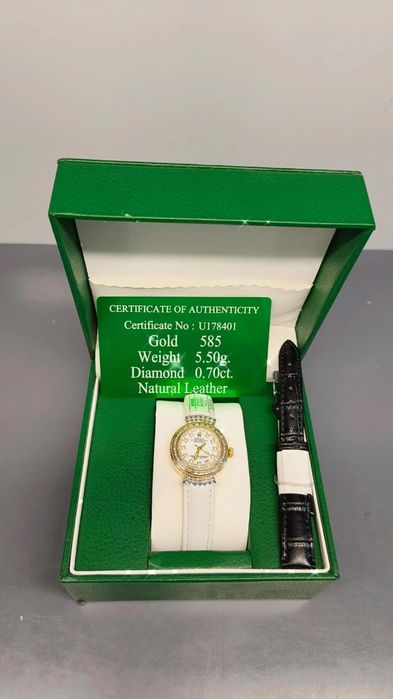 CERTIFICATE OF AUTHENTICITY
Certificate No : U178401
Gold 585
Weight 5.50g.
Diamond 0.70ct.
Natural Leather